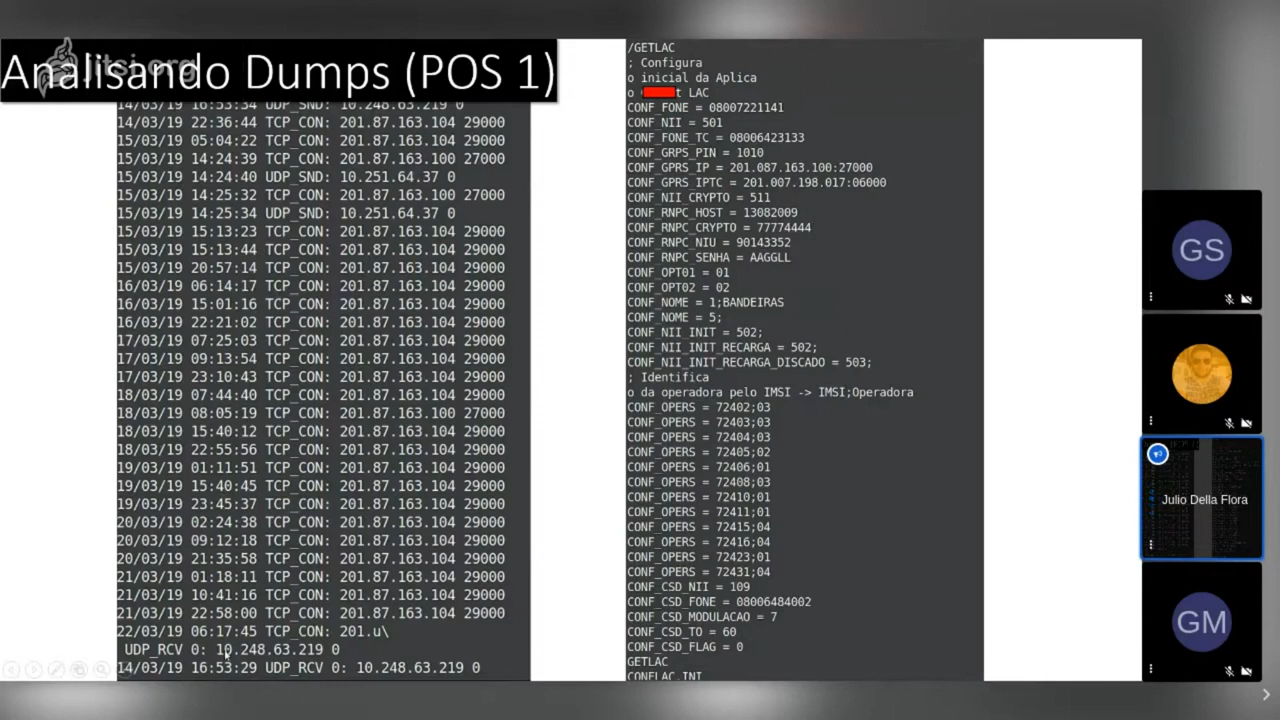 jitsi.org
Analisando Dumps (POS 1)
14/03/19 16:53:34 UDP_SND: 10.248.63.219 0
14/03/19 22:36:44 TCP_CON: 201.87.163.104 29000
15/03/19 05:04:22 TCP_CON: 201.87.163.104 29000
15/03/19 14:24:39 TCP_CON: 201.87.163.100 27000
15/03/19 14:24:40 UDP_SND: 10.251.64.37 0
15/03/19 14:25:32 TCP_CON: 201.87.163.100 27000
15/03/19 14:25:34 UDP_SND: 10.251.64.37 0
15/03/19 15:13:23 TCP_CON: 201.87.163.104 29000
15/03/19 15:13:44 TCP_CON: 201.87.163.104 29000
15/03/19 20:57:14 TCP_CON: 201.87.163.104 29000
16/03/19 06:14:17 TCP_CON: 201.87.163.104 29000
16/03/19 15:01:16 TCP_CON: 201.87.163.104 29000
16/03/19 22:21:02 TCP_CON: 201.87.163.104 29000
17/03/19 07:25:03 TCP_CON: 201.87.163.104 29000
17/03/19 09:13:54 TCP_CON: 201.87.163.104 29000
17/03/19 23:10:43 TCP_CON: 201.87.163.104 29000
18/03/19 07:44:40 TCP_CON: 201.87.163.104 29000
18/03/19 08:05:19 TCP_CON: 201.87.163.100 27000
18/03/19 15:40:12 TCP_CON: 201.87.163.104 29000
18/03/19 22:55:56 TCP_CON: 201.87.163.104 29000
19/03/19 01:11:51 TCP_CON: 201.87.163.104 29000
19/03/19 15:40:45 TCP_CON: 201.87.163.104 29000
19/03/19 23:45:37 TCP_CON: 201.87.163.104 29000
20/03/19 02:24:38 TCP_CON: 201.87.163.104 29000
20/03/19 09:12:18 TCP_CON: 201.87.163.104 29000
20/03/19 21:35:58 TCP_CON: 201.87.163.104 29000
21/03/19 01:18:11 TCP_CON: 201.87.163.104 29000
21/03/19 10:41:16 TCP_CON: 201.87.163.104 29000
21/03/19 22:58:00 TCP_CON: 201.87.163.104 29000
22/03/19 06:17:45 TCP_CON: 201.u\
UDP_RCV 0: 10.248.63.219 0
14/03/19 16:53:29 UDP_RCV 0: 10.248.63.219 0
/GETLAC
; Configura
o inicial da Aplica
o t LAC
CONF_FONE = 08007221141
CONF_NII = 501
CONF_FONE_TC = 08006423133
CONF_GRPS_PIN = 1010
CONF_GPRS_IP = 201.087.163.100:27000
CONF_GPRS_IPTC = 201.007.198.017:06000
CONF_NII_CRYPTO = 511
CONF_RNPC_HOST = 13082009
CONF_RNPC_CRYPTO = 77774444
CONF_RNPC_NIU = 90143352
CONF_RNPC_SENHA = AAGGLL
CONF_OPT01 = 01
CONF_OPT02 = 02
CONF_NOME = 1;BANDEIRAS
CONF_NOME = 5;
CONF_NII_INIT = 502;
CONF_NII_INIT_RECARGA = 502;
CONF_NII_INIT_RECARGA_DISCADO = 503;
; Identifica
o da operadora pelo IMSI -> IMSI;Operadora
CONF_OPERS = 72402;03
CONF_OPERS = 72403;03
CONF_OPERS = 72404;03
CONF_OPERS = 72405;02
CONF_OPERS = 72406;01
CONF_OPERS = 72408;03
CONF_OPERS = 72410;01
CONF_OPERS = 72411;01
CONF_OPERS = 72415;04
CONF_OPERS = 72416;04
CONF_OPERS = 72423;01
CONF_OPERS = 72431;04
CONF_CSD_NII = 109
CONF_CSD_FONE = 08006484002
CONF_CSD_MODULACAO = 7
CONF_CSD_TO = 60
CONF_CSD_FLAG = 0
GETLAC
CONFLAC.INI
GS
Julio Della Flora
GM